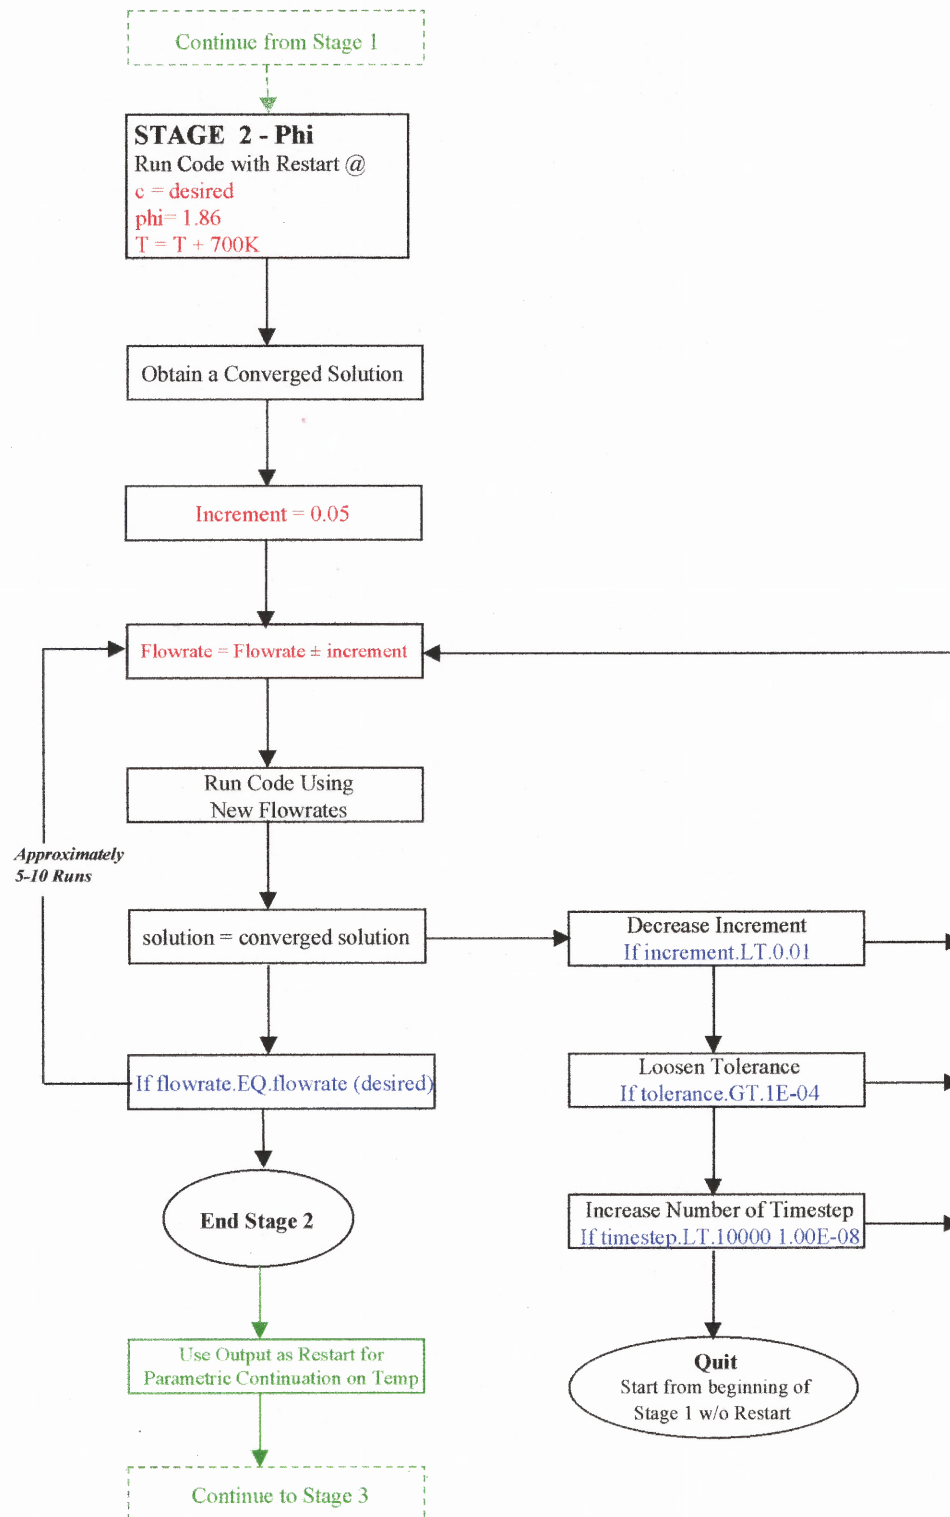 Continue from Stage 1
STAGE 2 - Phi
Run Code with Restart @
c = desired
phi= 1.86
T = T + 700K
Obtain a Converged Solution
Increment = 0.05
Flowrate = Flowrate ± increment
Run Code Using
New Flowrates
Approximately
5-10 Runs
solution = converged solution
Decrease Increment
If increment.LT.0.01
If flowrate.EQ.flowrate (desired)
Loosen Tolerance
If tolerance.GT.1E-04
End Stage 2
Increase Number of Timestep
If timestep.LT.10000 1.00E-08
Use Output as Restart for
Parametric Continuation on Temp
Quit
Start from beginning of
Stage 1 w/o Restart
Continue to Stage 3